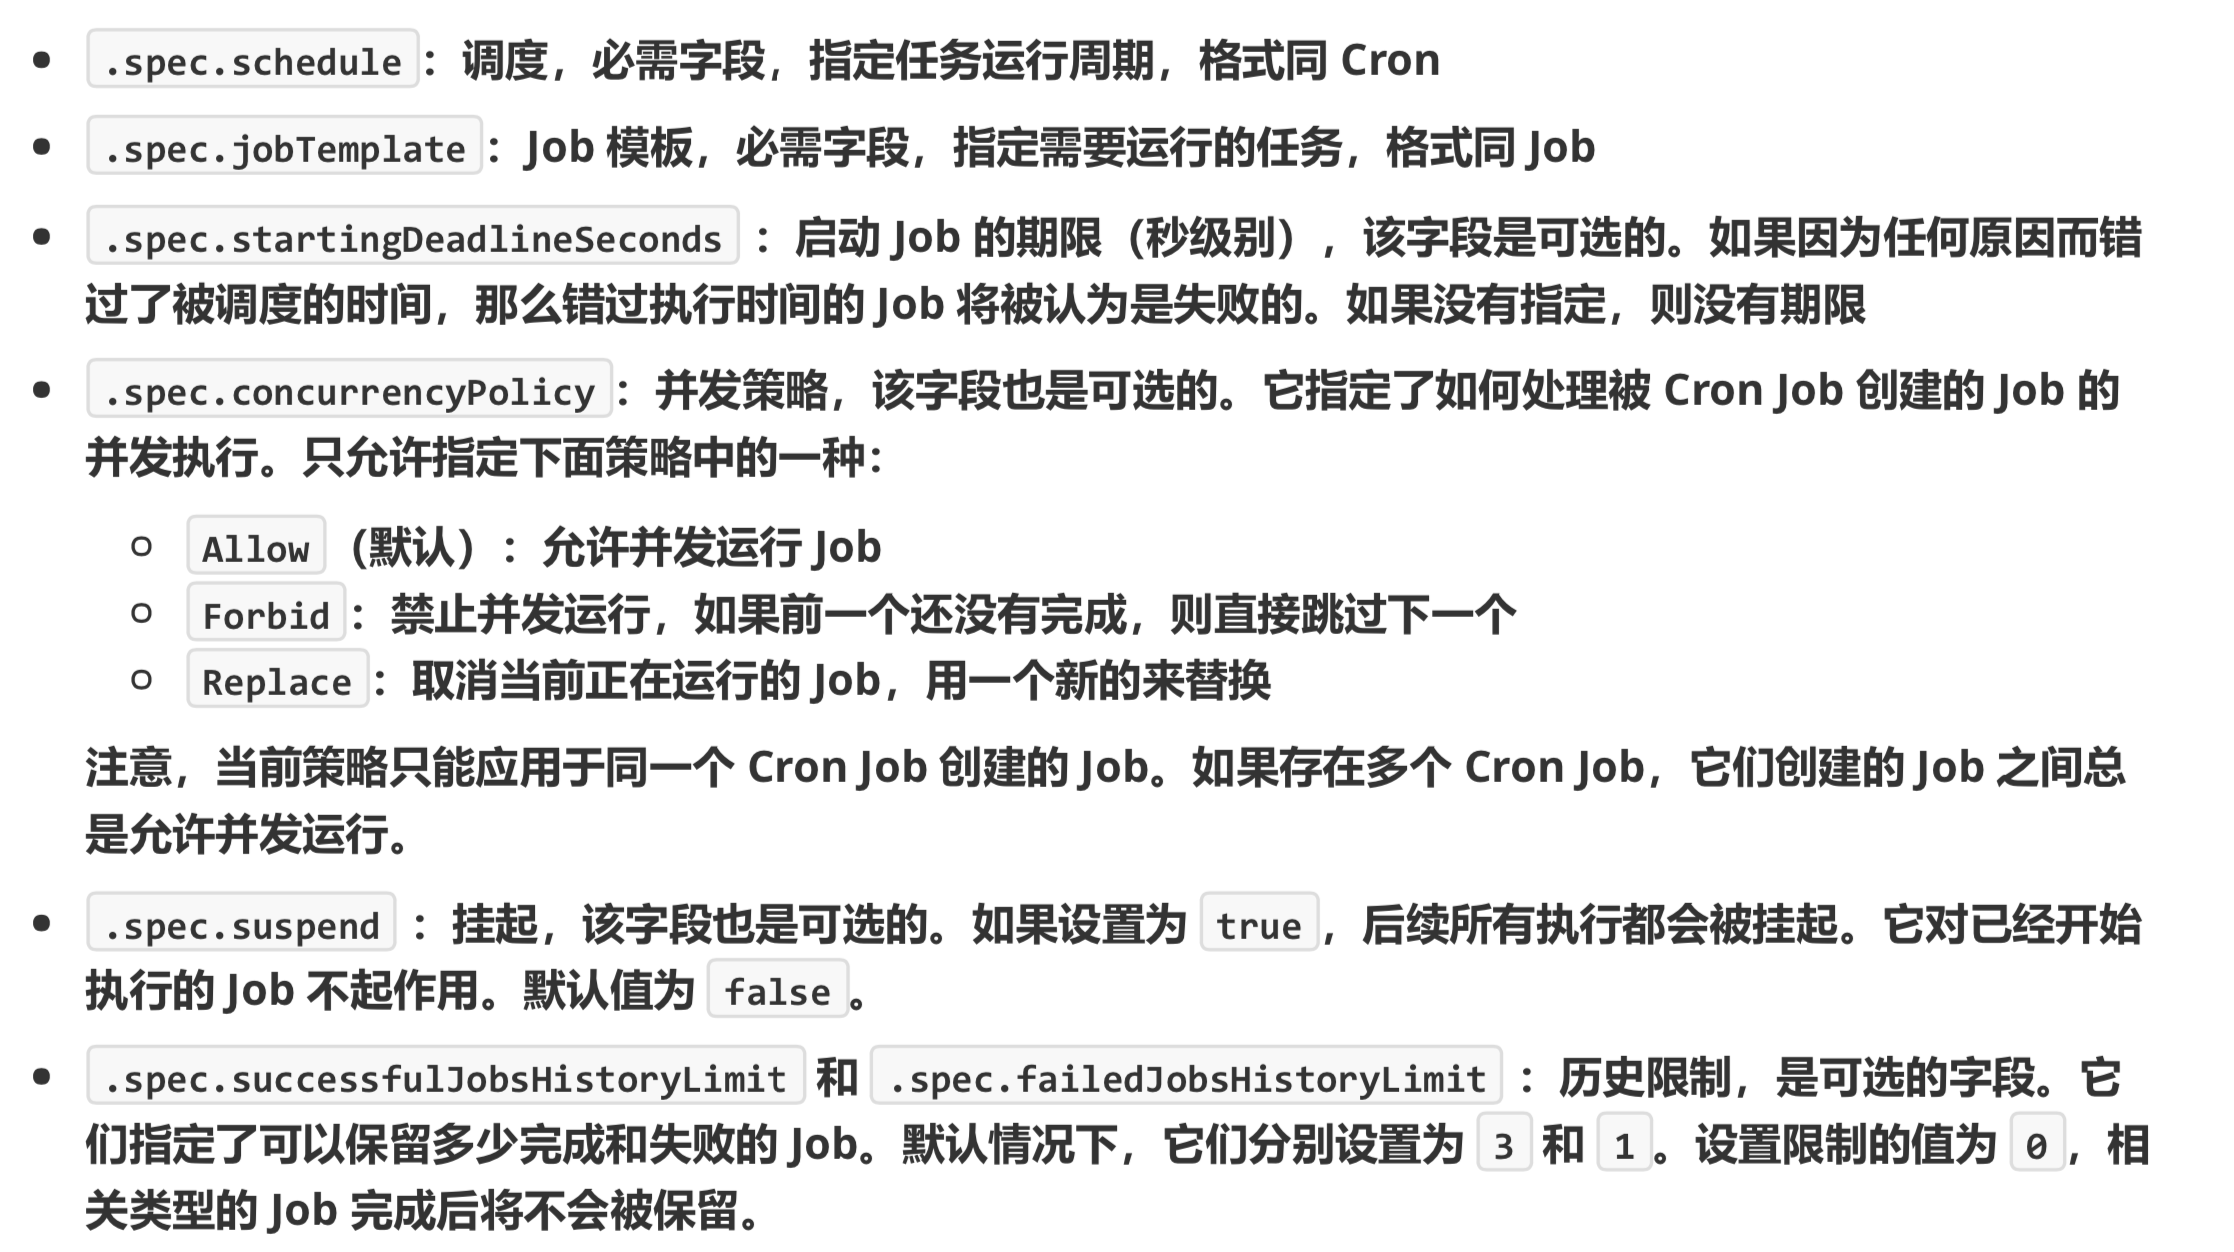 .spec.schedule：调度，必需字段，指定任务运行周期，格式同 Cron
.spec.jobTemplate：Job 模板，必需字段，指定需要运行的任务，格式同 Job
.spec.startingDeadlineSeconds ：启动 Job 的期限（秒级别），该字段是可选的。如果因为任何原因而错
过了被调度的时间，那么错过执行时间的 Job 将被认为是失败的。如果没有指定，则没有期限
.spec.concurrencyPolicy：并发策略，该字段也是可选的。它指定了如何处理被 Cron Job 创建的 Job 的
并发执行。只允许指定下面策略中的一种：
Allow（默认）：允许并发运行 Job
Forbid：禁止并发运行，如果前一个还没有完成，则直接跳过下一个
Replace：取消当前正在运行的 Job，用一个新的来替换
注意，当前策略只能应用于同一个 Cron Job 创建的 Job。如果存在多个 Cron Job，它们创建的 Job 之间总
是允许并发运行。
.spec.suspend ：挂起，该字段也是可选的。如果设置为 true，后续所有执行都会被挂起。它对已经开始
执行的 Job 不起作用。默认值为 false。
.spec.successfulJobsHistoryLimit 和 .spec.failedJobsHistoryLimit ：历史限制，是可选的字段。它
们指定了可以保留多少完成和失败的 Job。默认情况下，它们分别设置为 3 和 1。设置限制的值为 0，相
关类型的 Job 完成后将不会被保留。